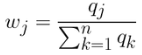 $w_j = \frac{q_j}{\sum_{k=1}^{n} q_k}$